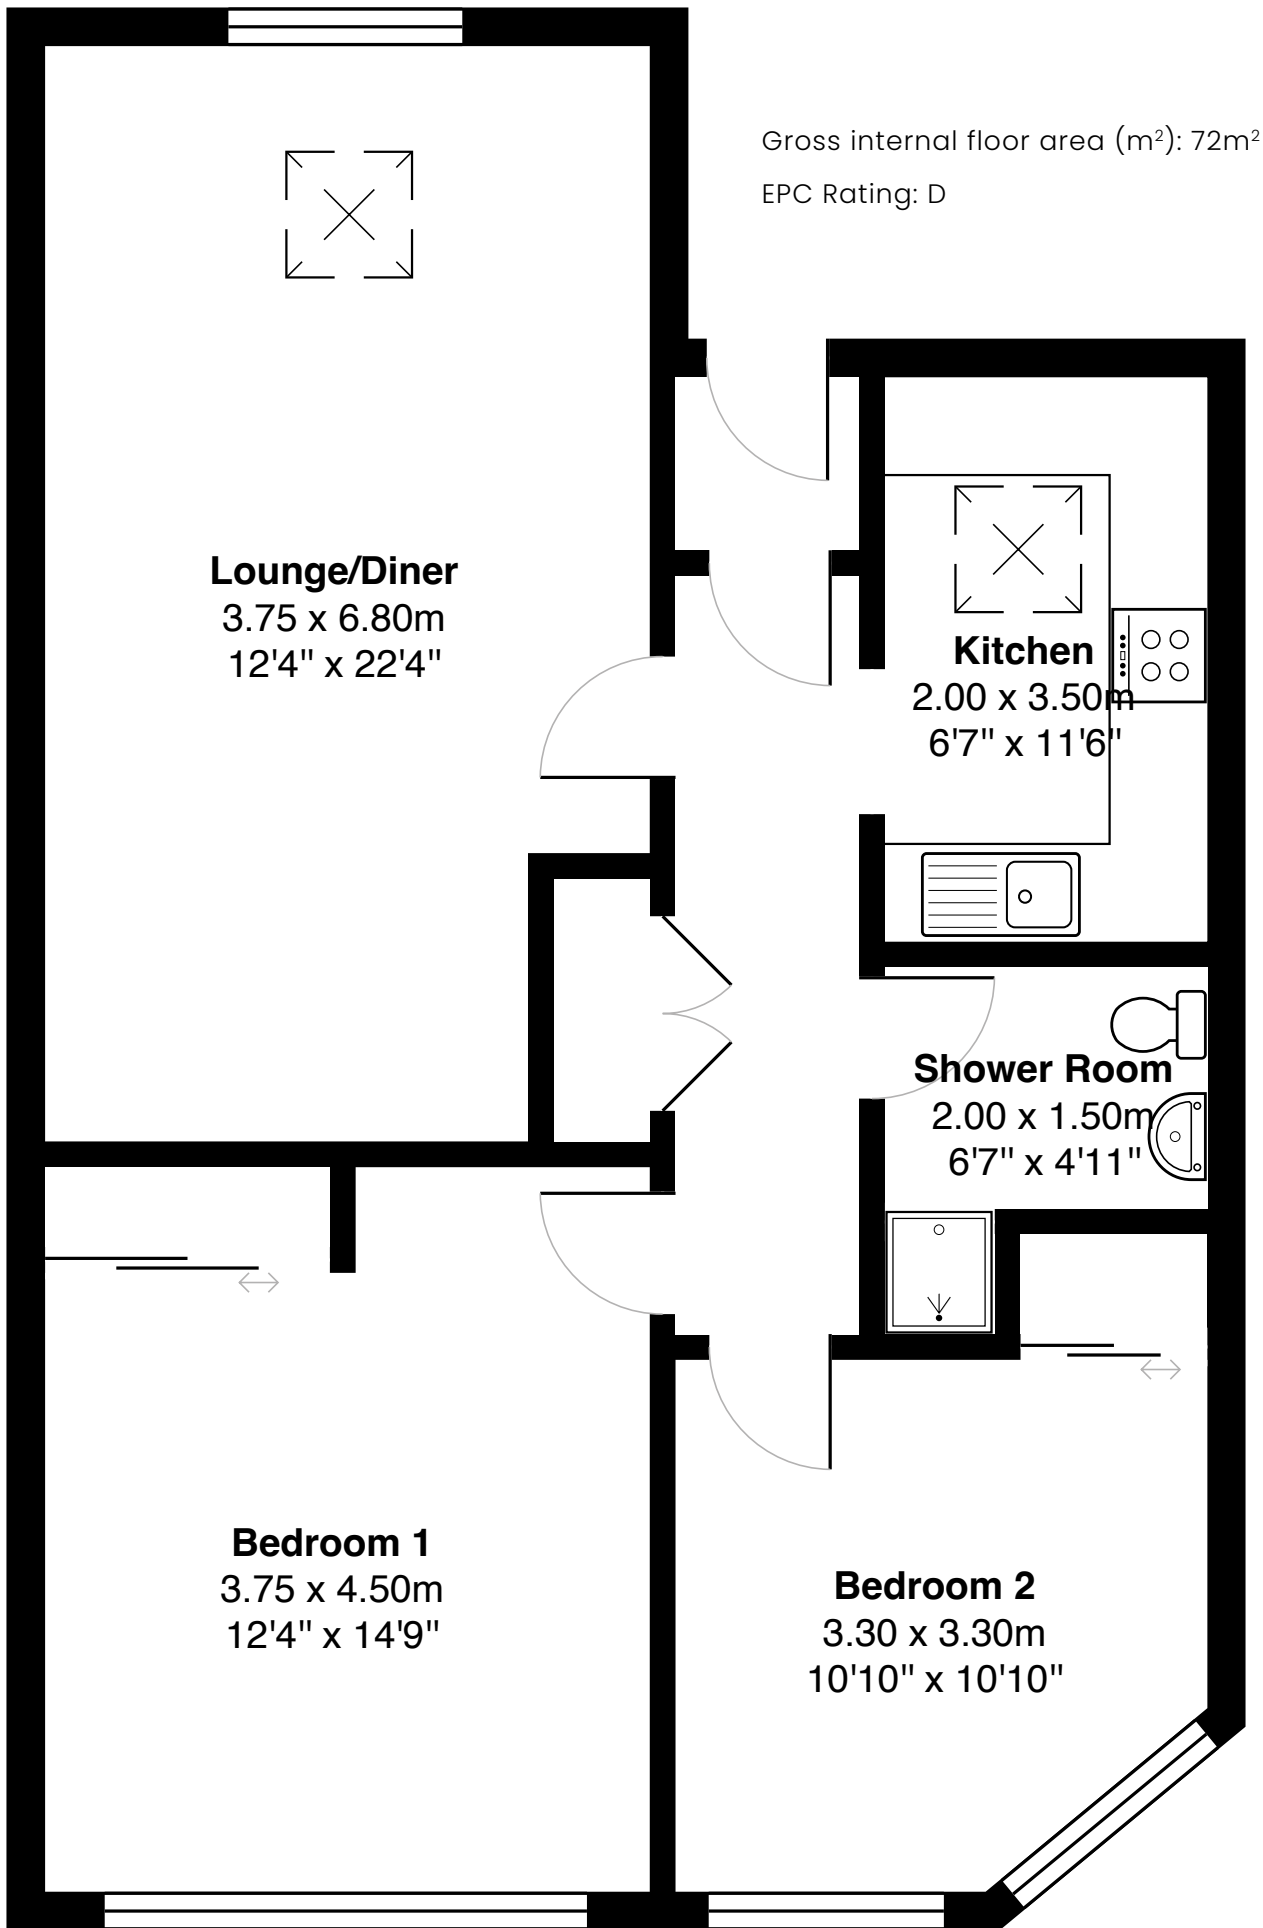 Gross internal floor area (m²): 72m²
EPC Rating: D
Lounge/Diner
3.75 x 6.80m
12'4" x 22'4"
Kitchen
2.00 x 3.50m
6'7" x 11'6"
Shower Room
2.00 x 1.50m
6'7" x 4'11"
Bedroom 1
3.75 x 4.50m
12'4" x 14'9"
Bedroom 2
3.30 x 3.30m
10'10" x 10'10"